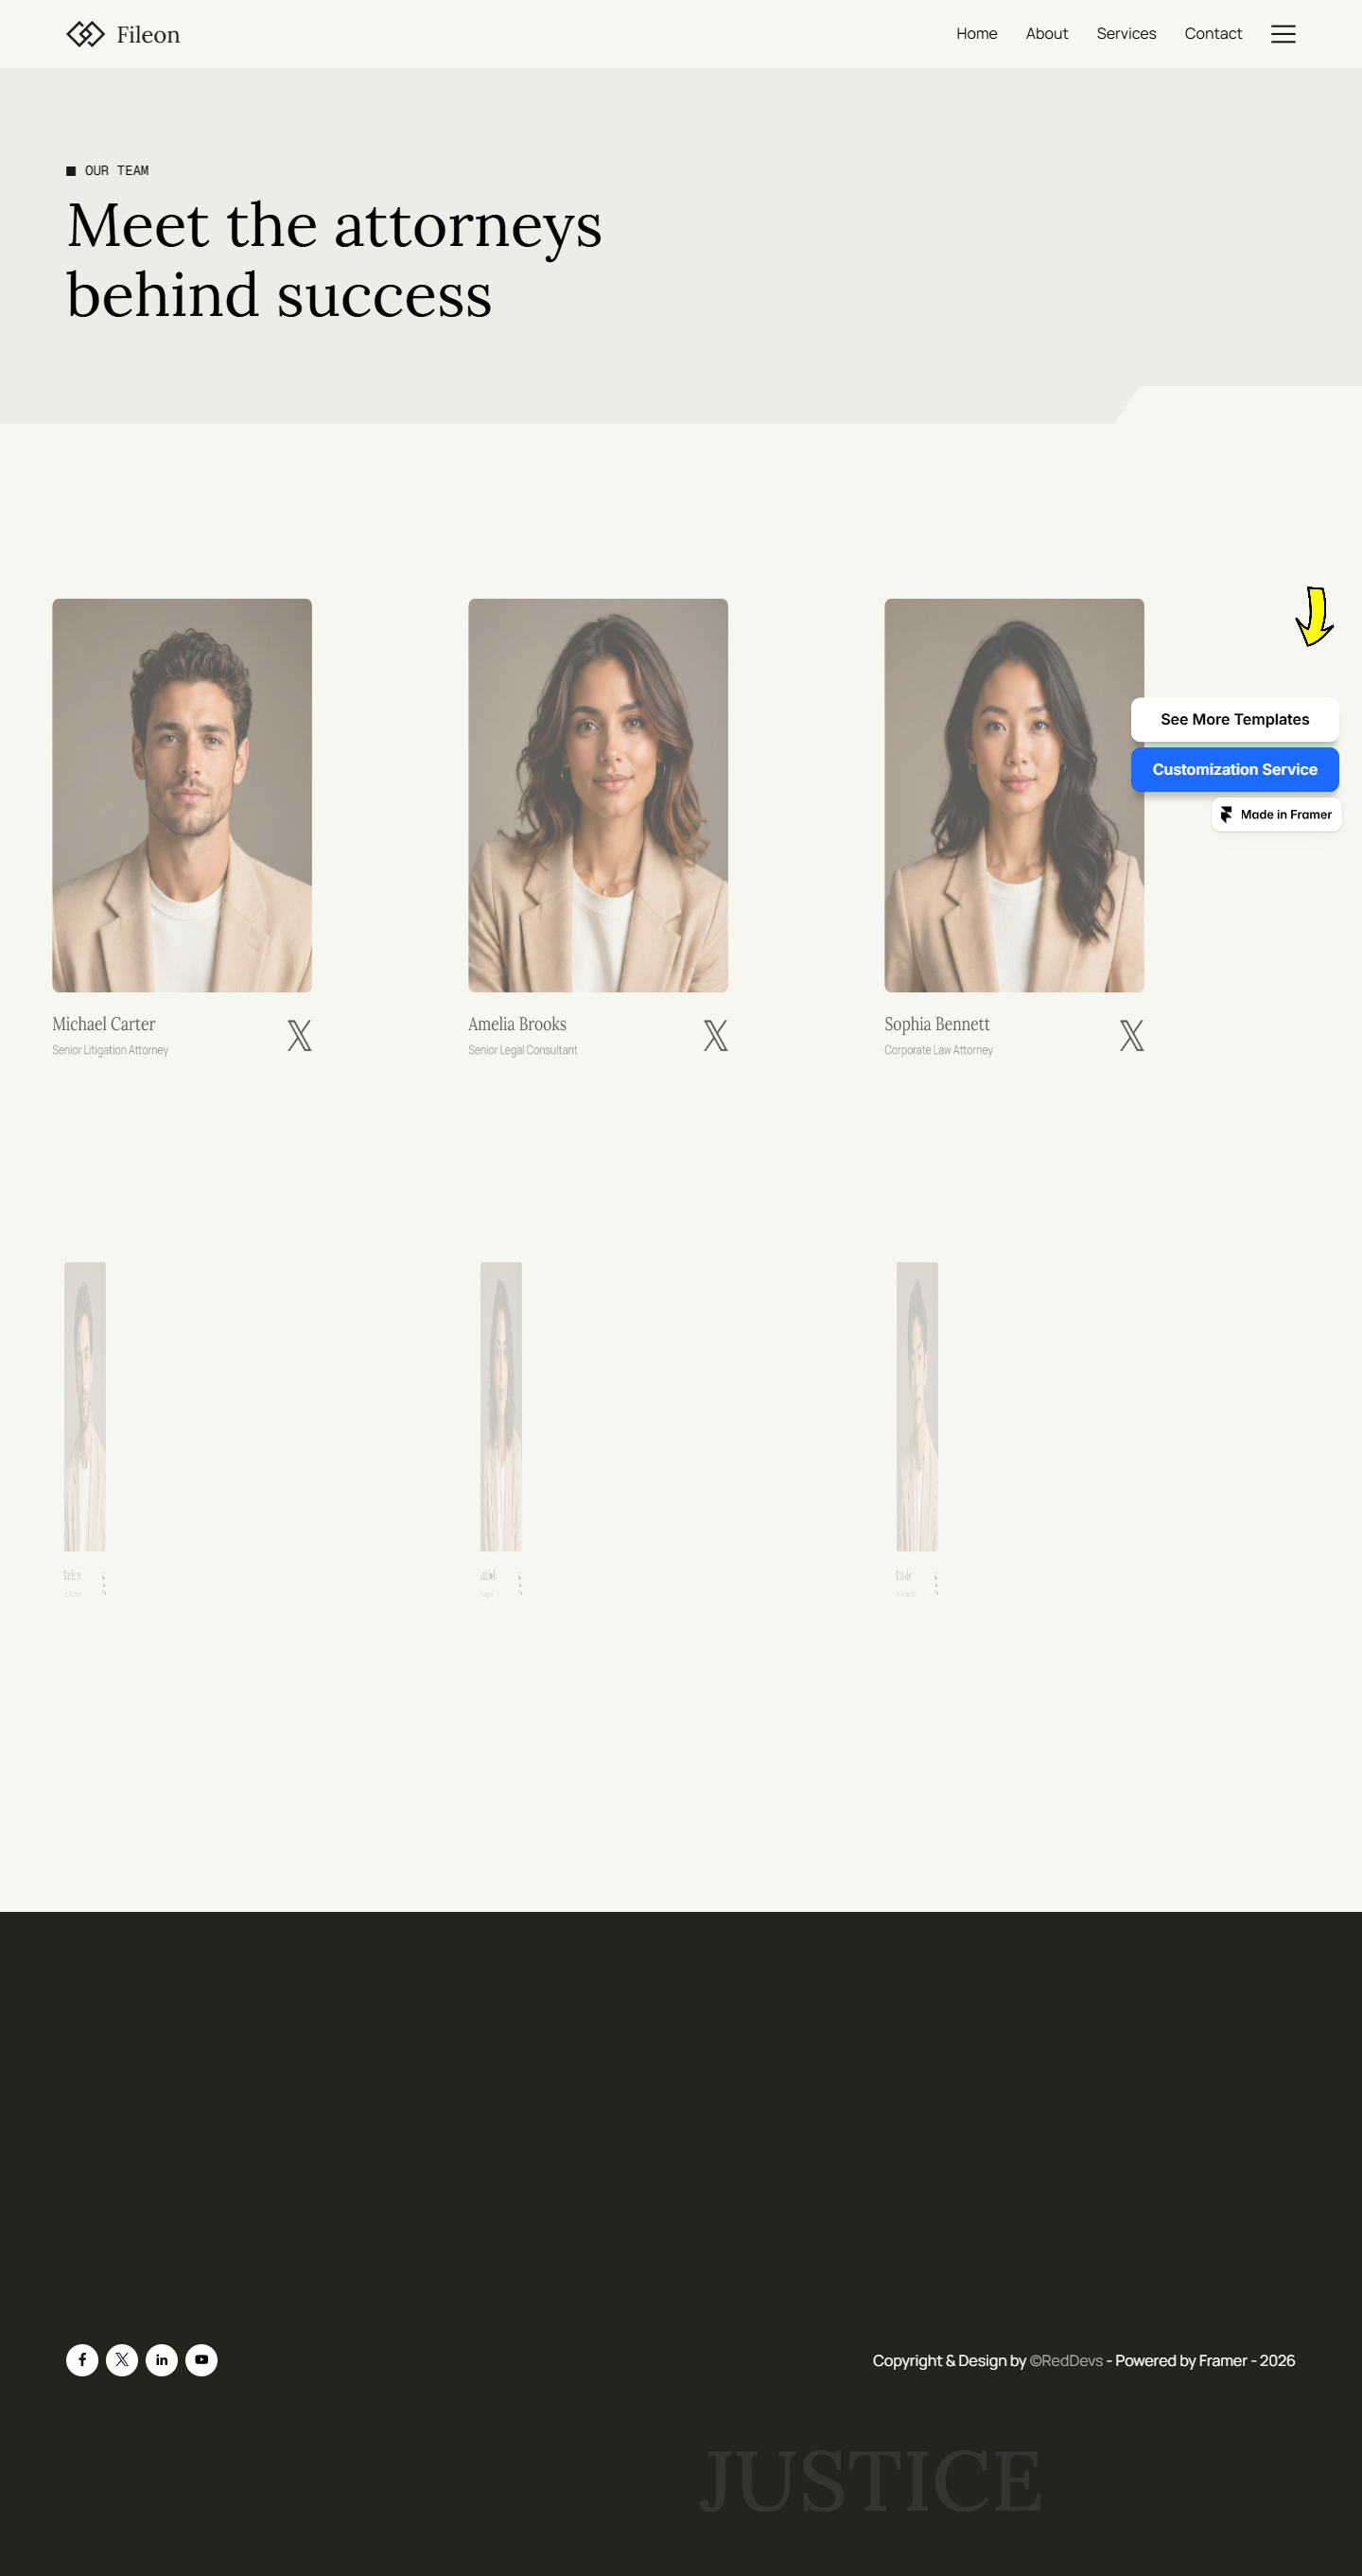 Fileon
Home About Services Contact
OUR TEAM
Meet the attorneys
behind success
See More Templates
Customization Service
Made in Framer
Michael Carter
Senior Litigation Attorney
Amelia Brooks
Senior Legal Consultant
Sophia Bennett
Corporate Law Attorney
Copyright & Design by ©RedDevs - Powered by Framer - 2026
JUSTICE